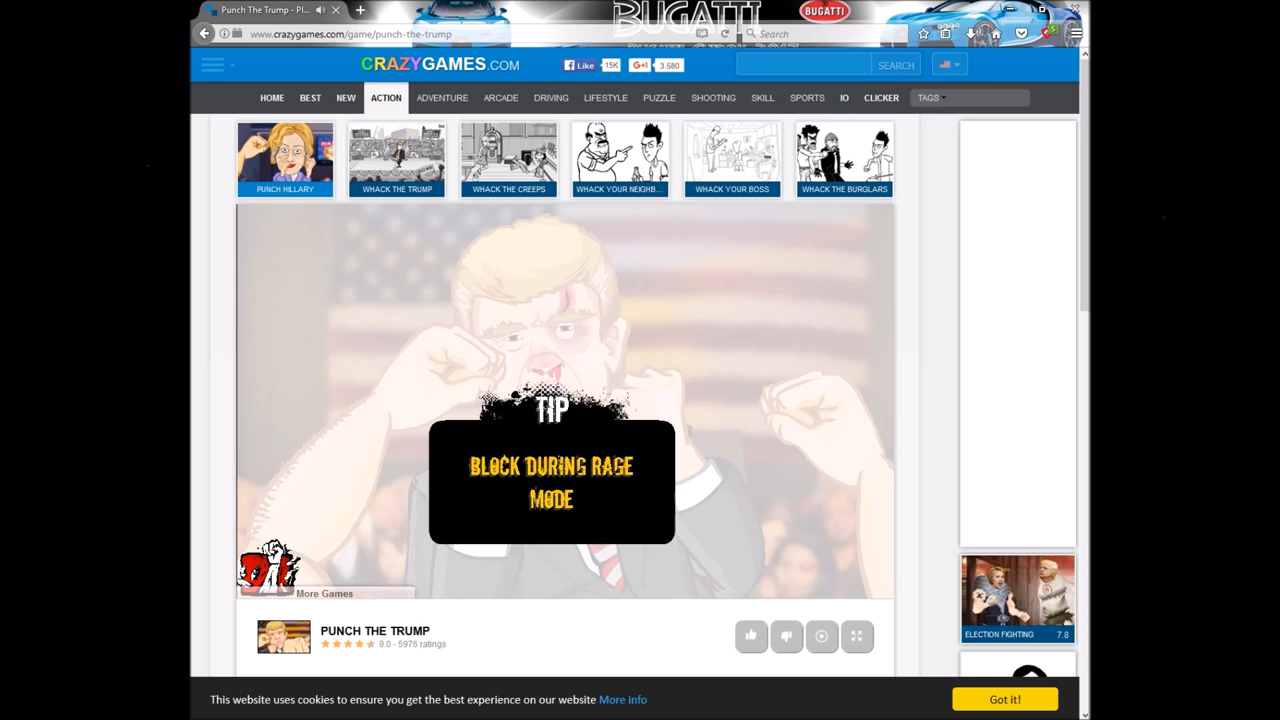 Punch The Trump - Pl...
BUGATTI
BUGATTI
www.crazygames.com/game/punch-the-trump
Search
CRAZYGAMES.COM
Like
15K
G+1
3.580
SEARCH
HOME
BEST
NEW
ACTION
ADVENTURE
ARCADE
DRIVING
LIFESTYLE
PUZZLE
SHOOTING
SKILL
SPORTS
IO
CLICKER
TAGS
PUNCH HILLARY
WHACK THE TRUMP
WHACK THE CREEPS
WHACK YOUR NEIGHB...
WHACK YOUR BOSS
WHACK THE BURGLARS
TIP
BLOCK DURING RAGE
MODE
More Games
PUNCH THE TRUMP
9.0 - 5976 ratings
ELECTION FIGHTING 7.8
This website uses cookies to ensure you get the best experience on our website More info
Got it!